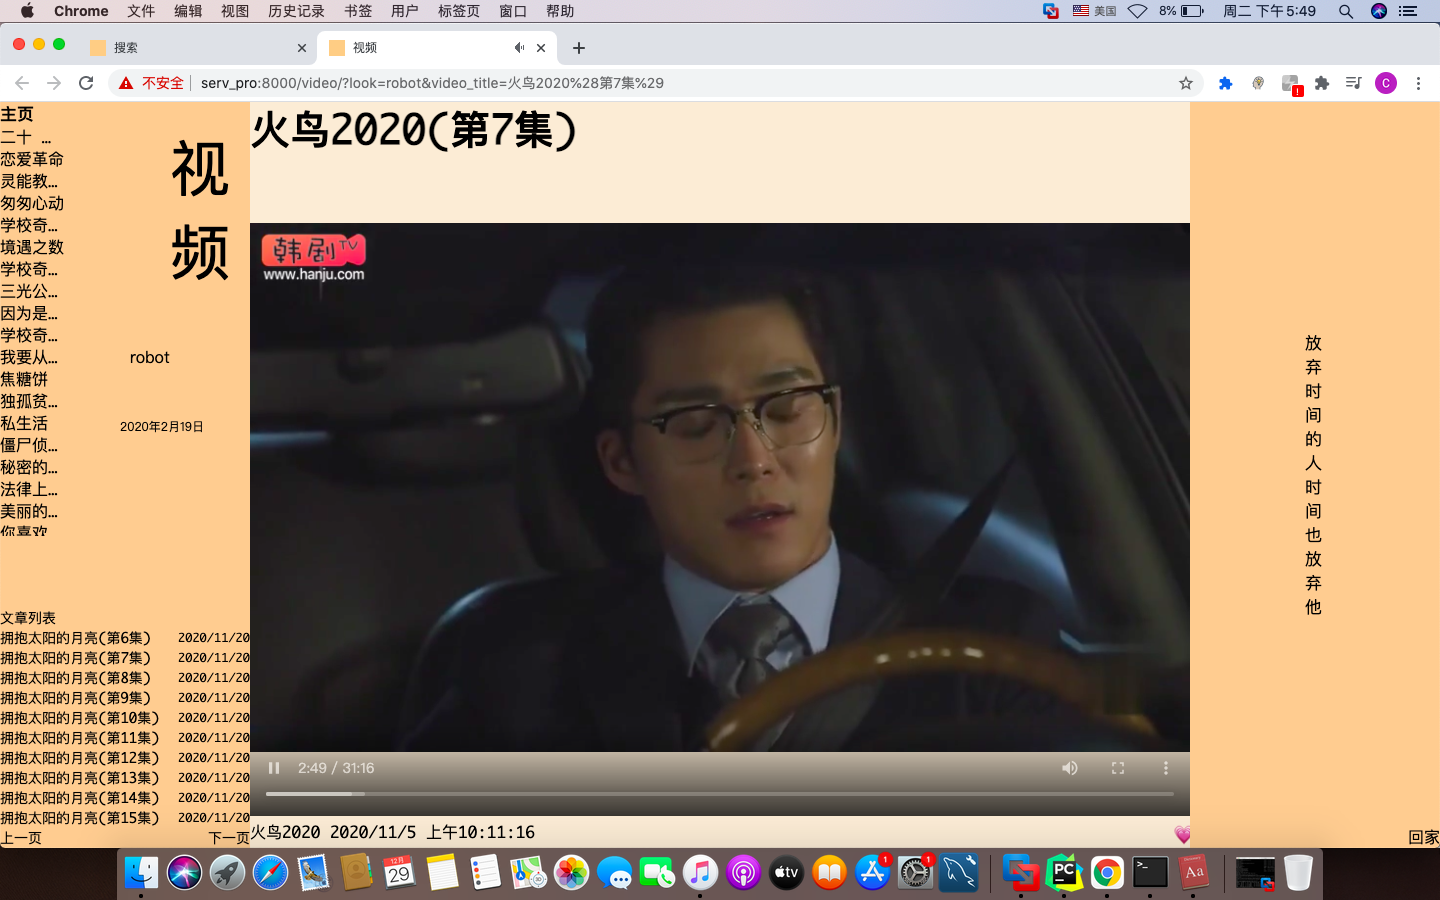 Chrome 文件 编辑 视图 历史记录 书签 用户 标签页 窗口 帮助 美国 8% 周二 下午5:49
搜索 视频
不安全 serv_pro:8000/video/?look=robot&video_title=火鸟2020%28第7集%29 C
主页
二十 ...
恋爱革命
灵能教...
匆匆心动
学校奇...
境遇之数
学校奇...
三光公...
因为是...
学校奇...
我要从...
焦糖饼
独孤贫...
私生活
僵尸侦...
秘密的...
法律上...
美丽的...
你喜欢
视
频
robot
2020年2月19日
文章列表
拥抱太阳的月亮(第6集) 2020/11/20
拥抱太阳的月亮(第7集) 2020/11/20
拥抱太阳的月亮(第8集) 2020/11/20
拥抱太阳的月亮(第9集) 2020/11/20
拥抱太阳的月亮(第10集) 2020/11/20
拥抱太阳的月亮(第11集) 2020/11/20
拥抱太阳的月亮(第12集) 2020/11/20
拥抱太阳的月亮(第13集) 2020/11/20
拥抱太阳的月亮(第14集) 2020/11/20
拥抱太阳的月亮(第15集) 2020/11/20
上一页 下一页
火鸟2020(第7集)
韩剧TV
www.hanju.com
2:49 / 31:16
火鸟2020 2020/11/5 上午10:11:16
放
弃
时
间
的
人
时
间
也
放
弃
他
回家
12月
29
tv
1
1
PC
>_
Aa